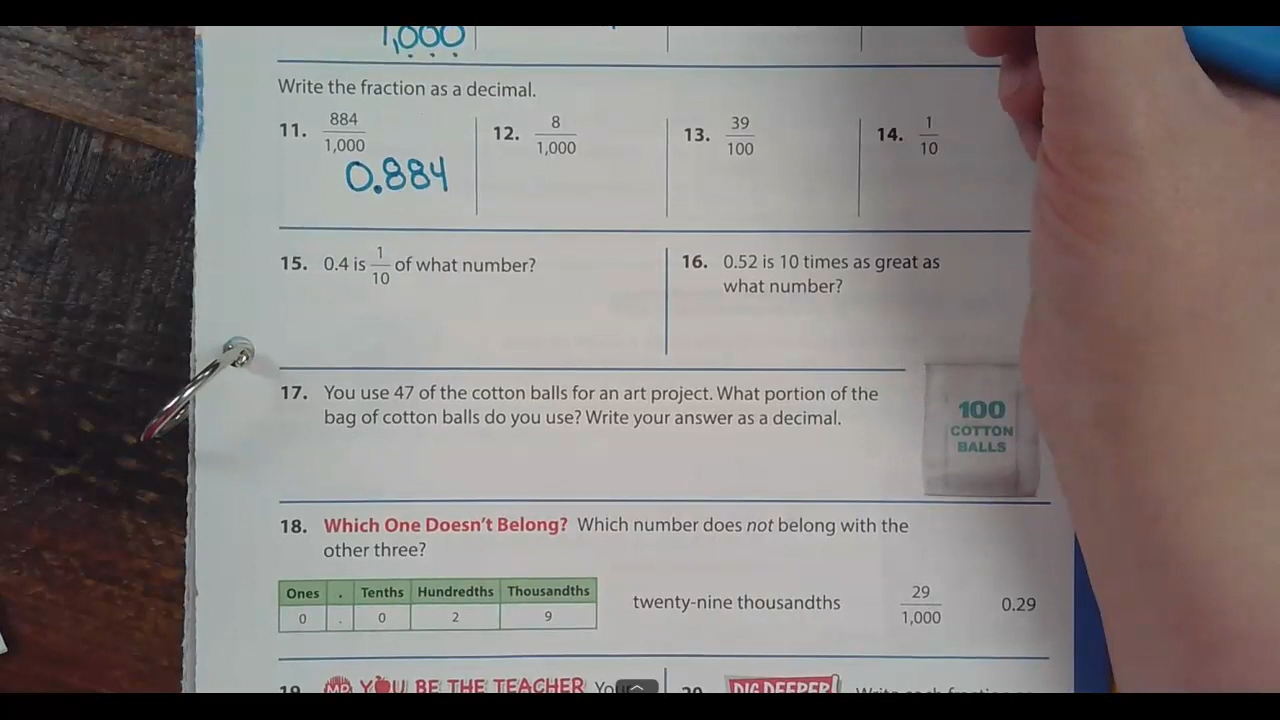 1,000
Write the fraction as a decimal.
11. 884/1,000 12. 8/1,000 13. 39/100 14. 1/10
0.884
15. 0.4 is 1/10 of what number?
16. 0.52 is 10 times as great as
what number?
17. You use 47 of the cotton balls for an art project. What portion of the
bag of cotton balls do you use? Write your answer as a decimal.
100
COTTON
BALLS
18. Which One Doesn't Belong? Which number does not belong with the
other three?
Ones . Tenths Hundredths Thousandths
0 . 0 2 9
twenty-nine thousandths 29/1,000 0.29
19. YOU BE THE TEACHER
20. DIG DEEPER! Write each fraction